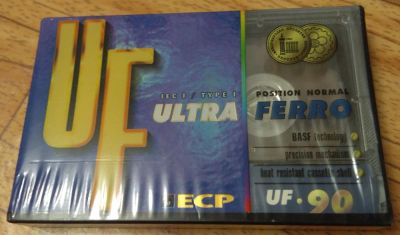 UF
IEC I / TYPE I
ULTRA
ECP
POSITION NORMAL
FERRO
BASF technology
precision mechanism
heat resistant cassette shell
UF·90